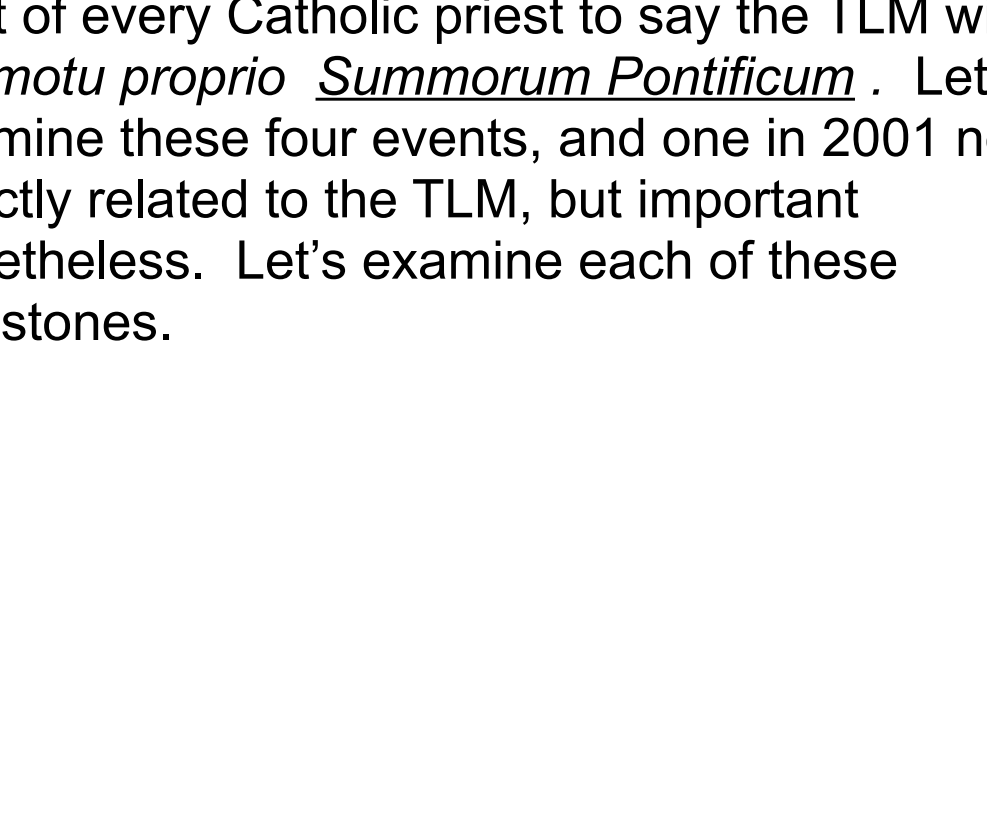 t of every Catholic priest to say the TLM w
motu proprio Summorum Pontificum . Let
mine these four events, and one in 2001 n
ctly related to the TLM, but important
etheless. Let’s examine each of these
stones.